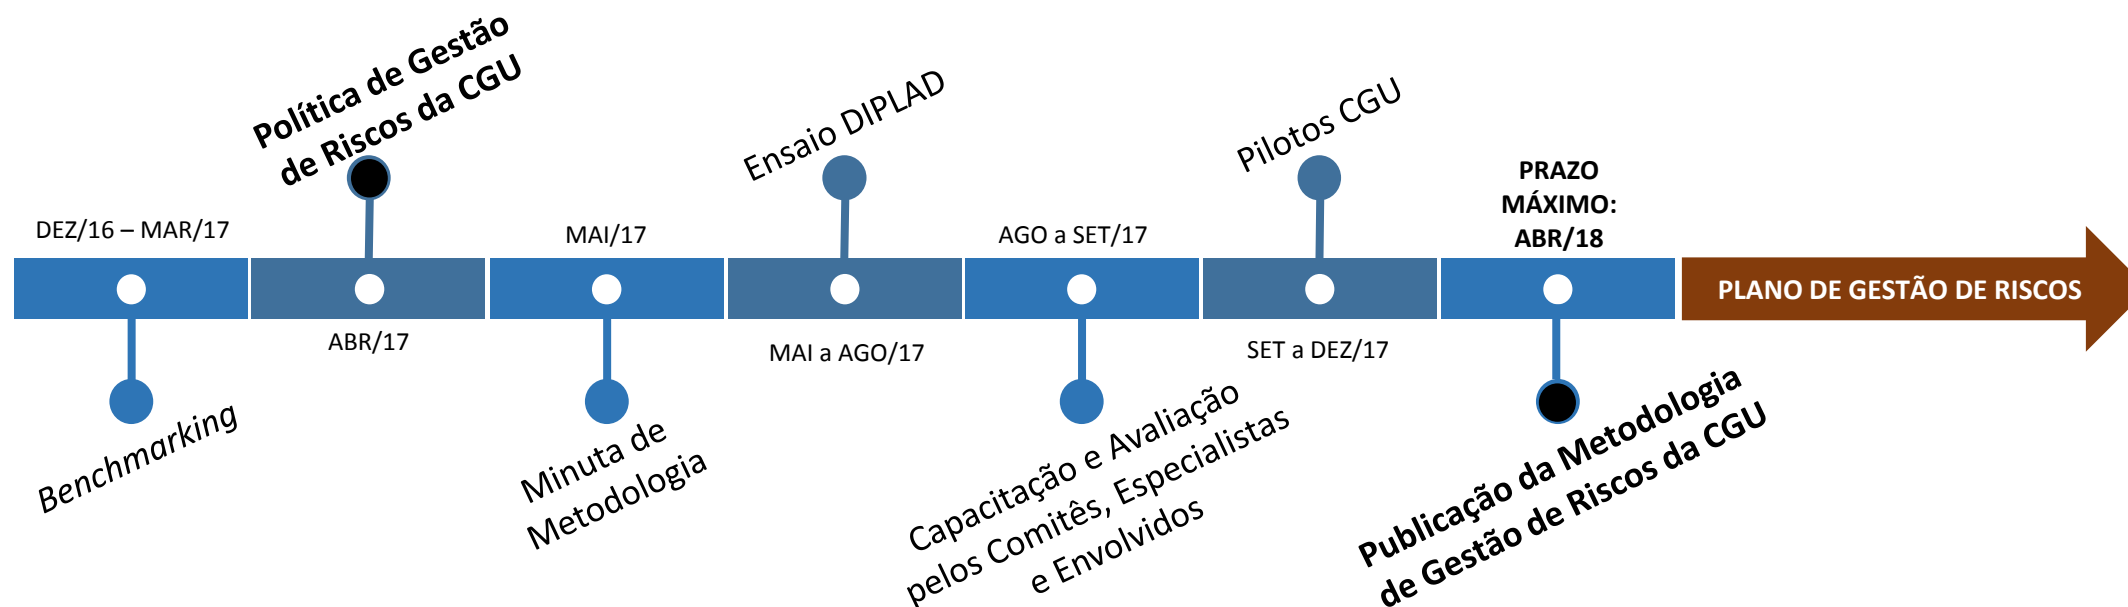 DEZ/16 – MAR/17
Benchmarking
Política de Gestão
de Riscos da CGU
ABR/17
MAI/17
Minuta de
Metodologia
Ensaio DIPLAD
MAI a AGO/17
AGO a SET/17
Capacitação e Avaliação
pelos Comitês, Especialistas
e Envolvidos
Pilotos CGU
SET a DEZ/17
PRAZO
MÁXIMO:
ABR/18
Publicação da Metodologia
de Gestão de Riscos da CGU
PLANO DE GESTÃO DE RISCOS